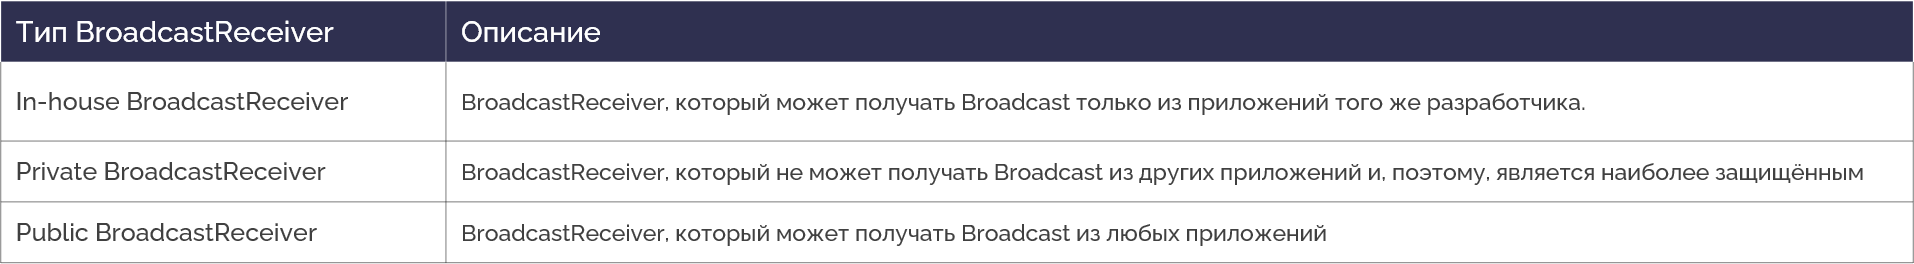 Тип BroadcastReceiver
Описание
In-house BroadcastReceiver
BroadcastReceiver, который может получать Broadcast только из приложений того же разработчика.
Private BroadcastReceiver
BroadcastReceiver, который не может получать Broadcast из других приложений и, поэтому, является наиболее защищённым
Public BroadcastReceiver
BroadcastReceiver, который может получать Broadcast из любых приложений